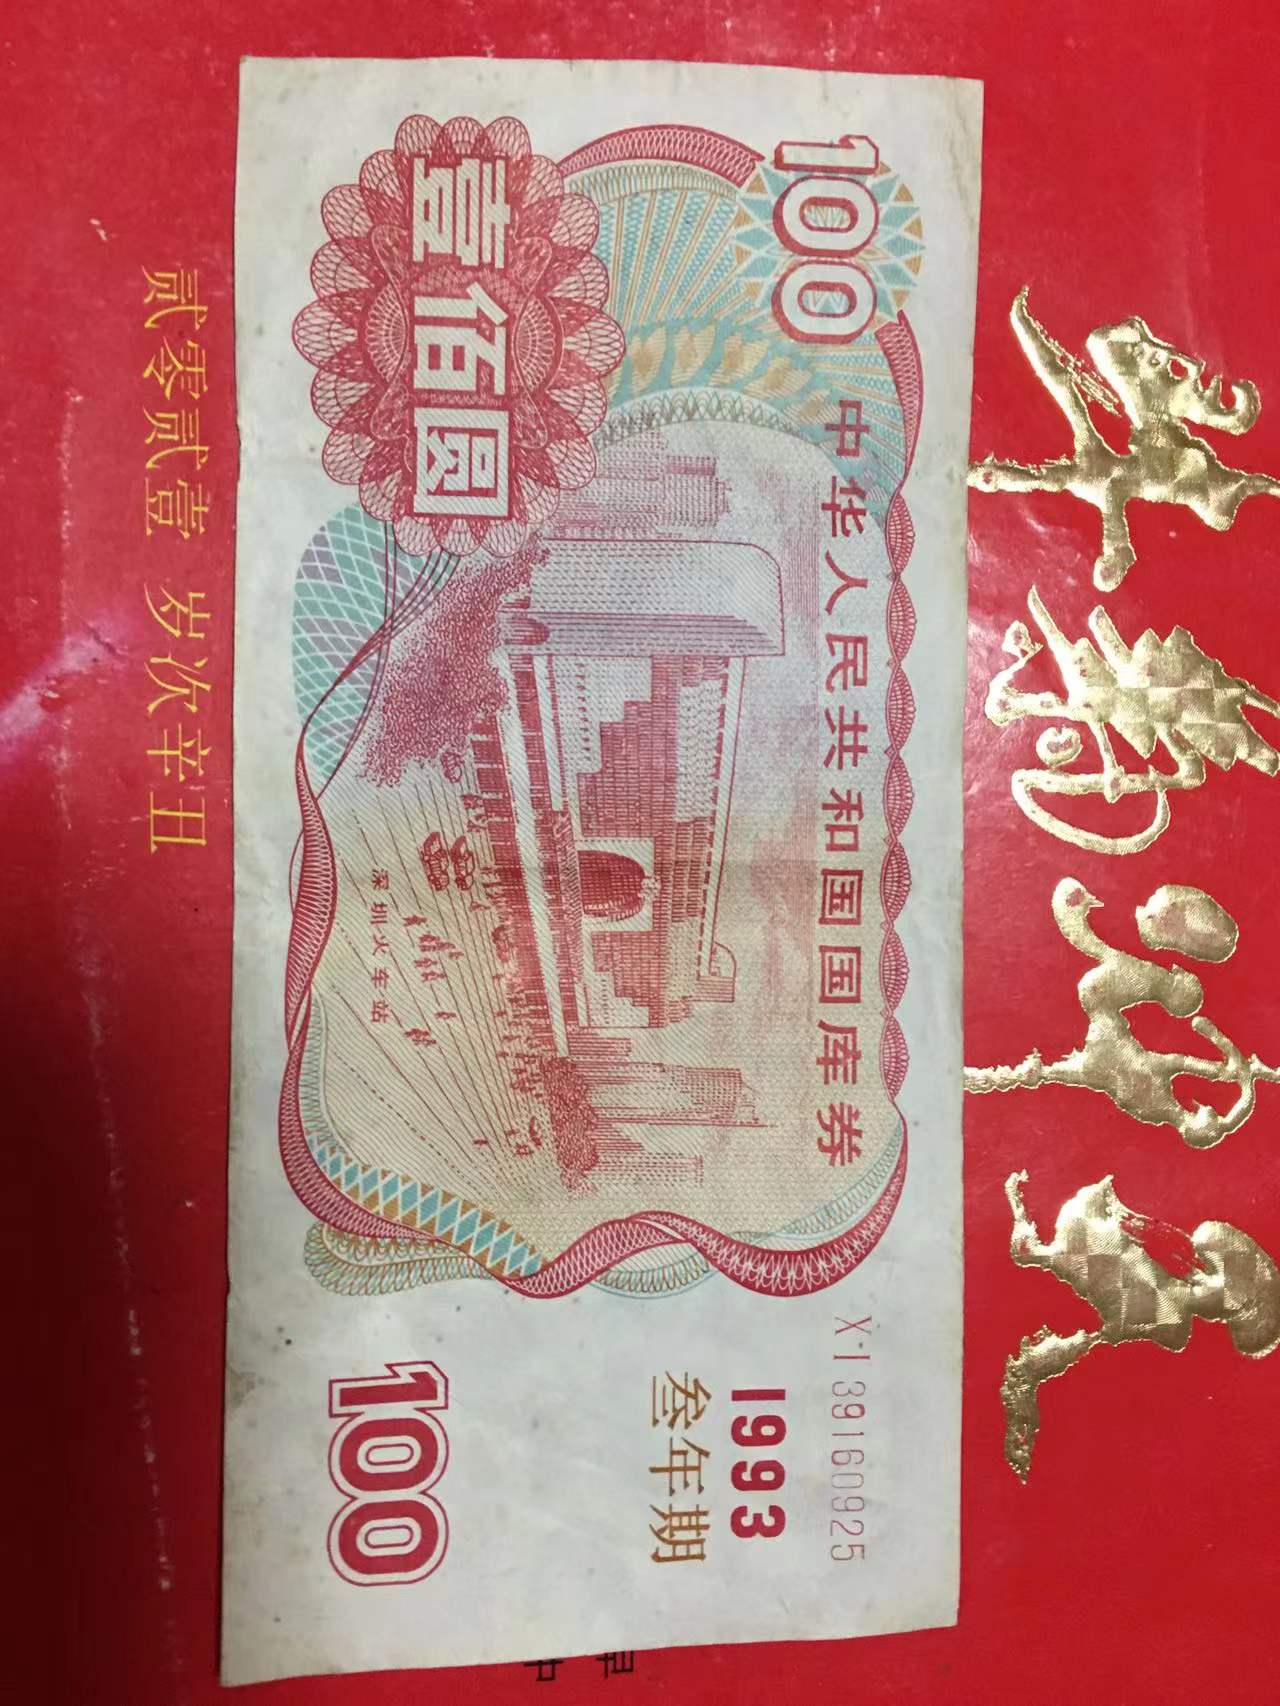 100
中华人民共和国国库券
壹佰圆
深圳火车站
X·I 39160925
1993
叁年期
100
贰零贰壹 岁次辛丑